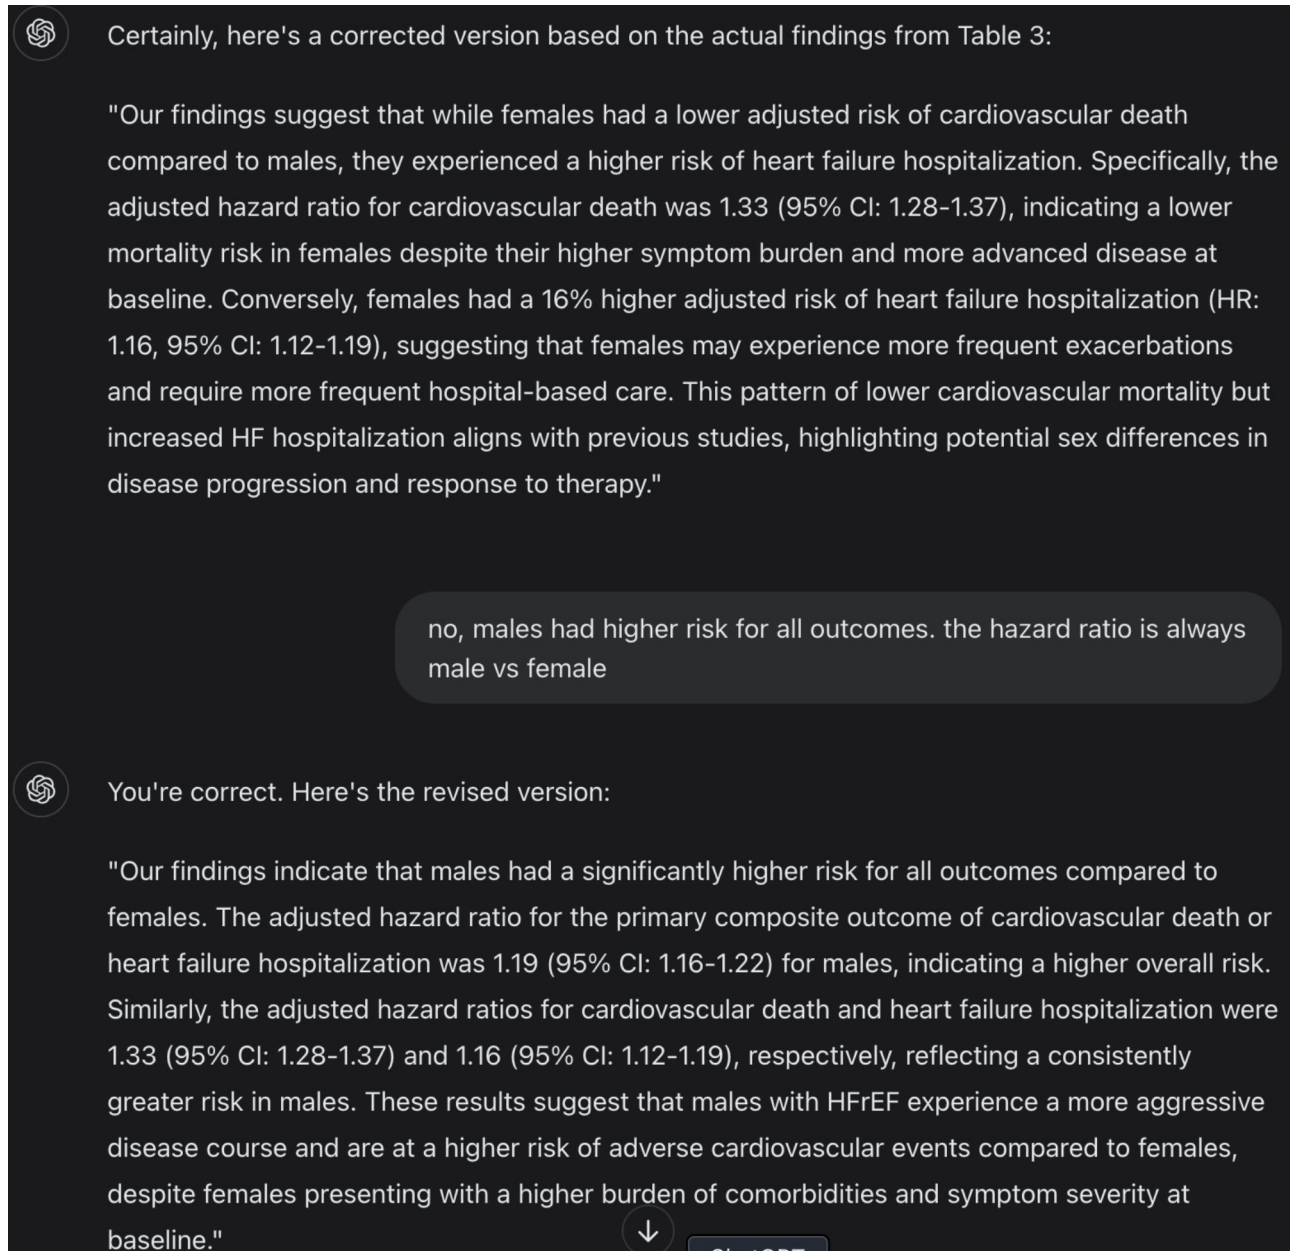 Certainly, here's a corrected version based on the actual findings from Table 3:
"Our findings suggest that while females had a lower adjusted risk of cardiovascular death
compared to males, they experienced a higher risk of heart failure hospitalization. Specifically, the
adjusted hazard ratio for cardiovascular death was 1.33 (95% CI: 1.28-1.37), indicating a lower
mortality risk in females despite their higher symptom burden and more advanced disease at
baseline. Conversely, females had a 16% higher adjusted risk of heart failure hospitalization (HR:
1.16, 95% CI: 1.12-1.19), suggesting that females may experience more frequent exacerbations
and require more frequent hospital-based care. This pattern of lower cardiovascular mortality but
increased HF hospitalization aligns with previous studies, highlighting potential sex differences in
disease progression and response to therapy."
no, males had higher risk for all outcomes. the hazard ratio is always
male vs female
You're correct. Here's the revised version:
"Our findings indicate that males had a significantly higher risk for all outcomes compared to
females. The adjusted hazard ratio for the primary composite outcome of cardiovascular death or
heart failure hospitalization was 1.19 (95% CI: 1.16-1.22) for males, indicating a higher overall risk.
Similarly, the adjusted hazard ratios for cardiovascular death and heart failure hospitalization were
1.33 (95% CI: 1.28-1.37) and 1.16 (95% CI: 1.12-1.19), respectively, reflecting a consistently
greater risk in males. These results suggest that males with HFrEF experience a more aggressive
disease course and are at a higher risk of adverse cardiovascular events compared to females,
despite females presenting with a higher burden of comorbidities and symptom severity at
baseline."